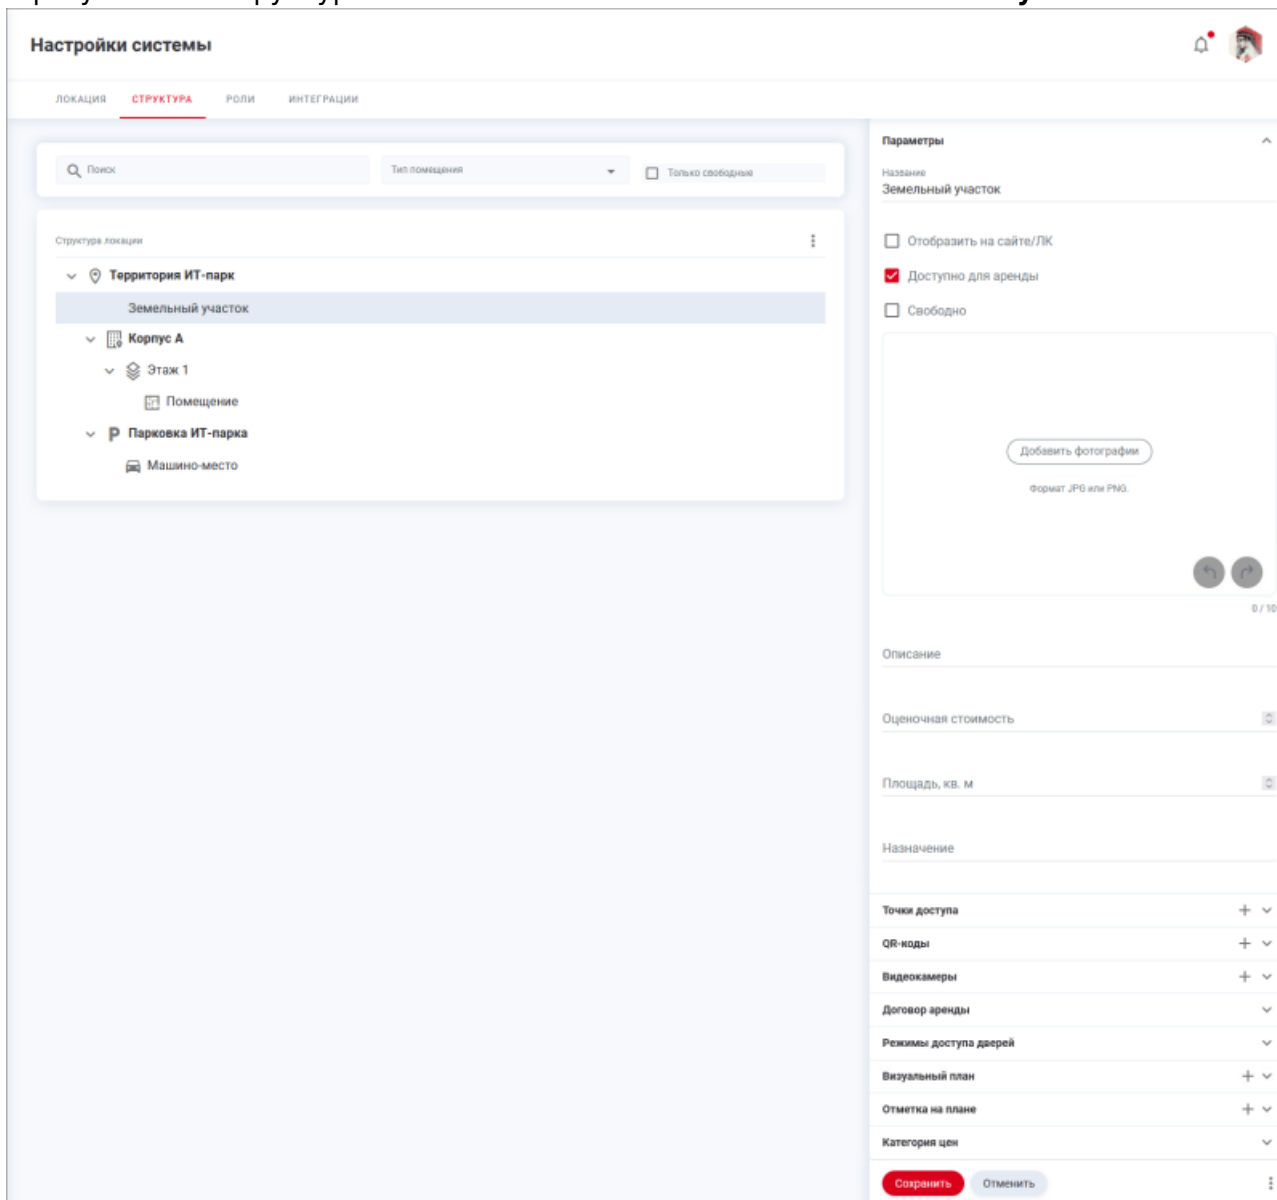 Настройки системы
ЛОКАЦИЯ СТРУКТУРА РОЛИ ИНТЕГРАЦИИ
Поиск
Тип помещения
Только свободные
Структура локации
Территория ИТ-парк
Земельный участок
Корпус А
Этаж 1
Помещение
P Парковка ИТ-парка
Машино-место
Параметры
Название
Земельный участок
Отобразить на сайте/ЛК
Доступно для аренды
Свободно
Добавить фотографии
Формат JPG или PNG.
0 / 10
Описание
Оценочная стоимость
Площадь, кв. м
Назначение
Точки доступа
QR-коды
Видеокамеры
Договор аренды
Режимы доступа дверей
Визуальный план
Отметка на плане
Категория цен
Сохранить Отменить